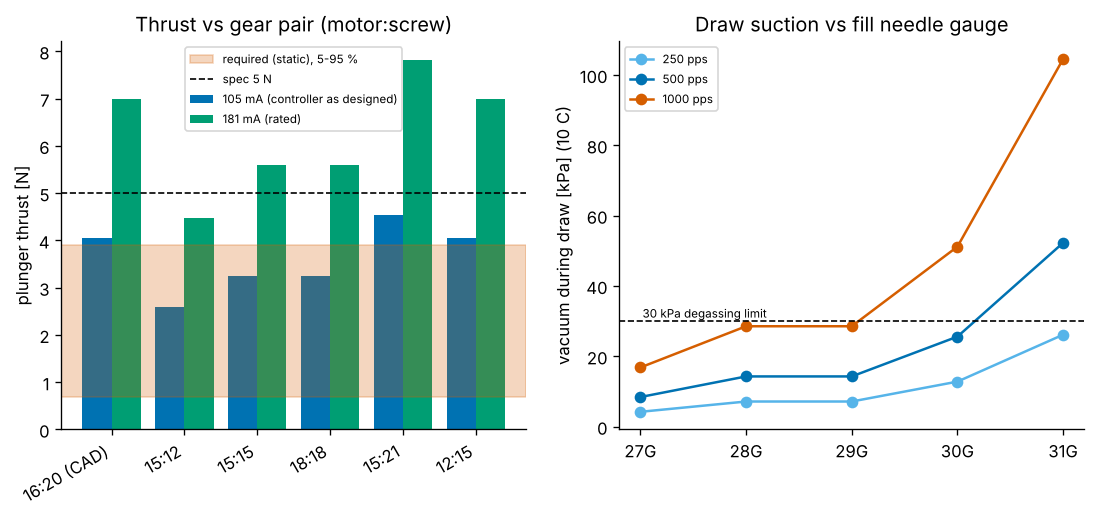 Thrust vs gear pair (motor:screw)
plunger thrust [N]
8
7
6
5
4
3
2
1
0
required (static), 5-95 %
spec 5 N
105 mA (controller as designed)
181 mA (rated)
16:20 (CAD)
15:12
15:15
18:18
15:21
12:15
Draw suction vs fill needle gauge
vacuum during draw [kPa] (10 C)
100
80
60
40
20
0
250 pps
500 pps
1000 pps
30 kPa degassing limit
27G
28G
29G
30G
31G